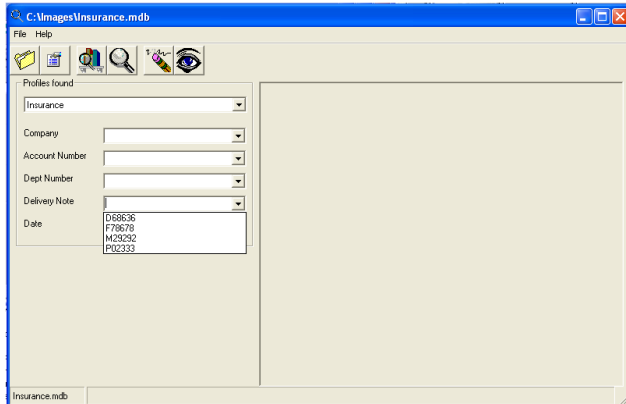 C:\Images\Insurance.mdb
File Help
Profiles found
Insurance
Company
Account Number
Dept Number
Delivery Note
D68636
Date
F78678
M29292
P02333
Insurance.mdb